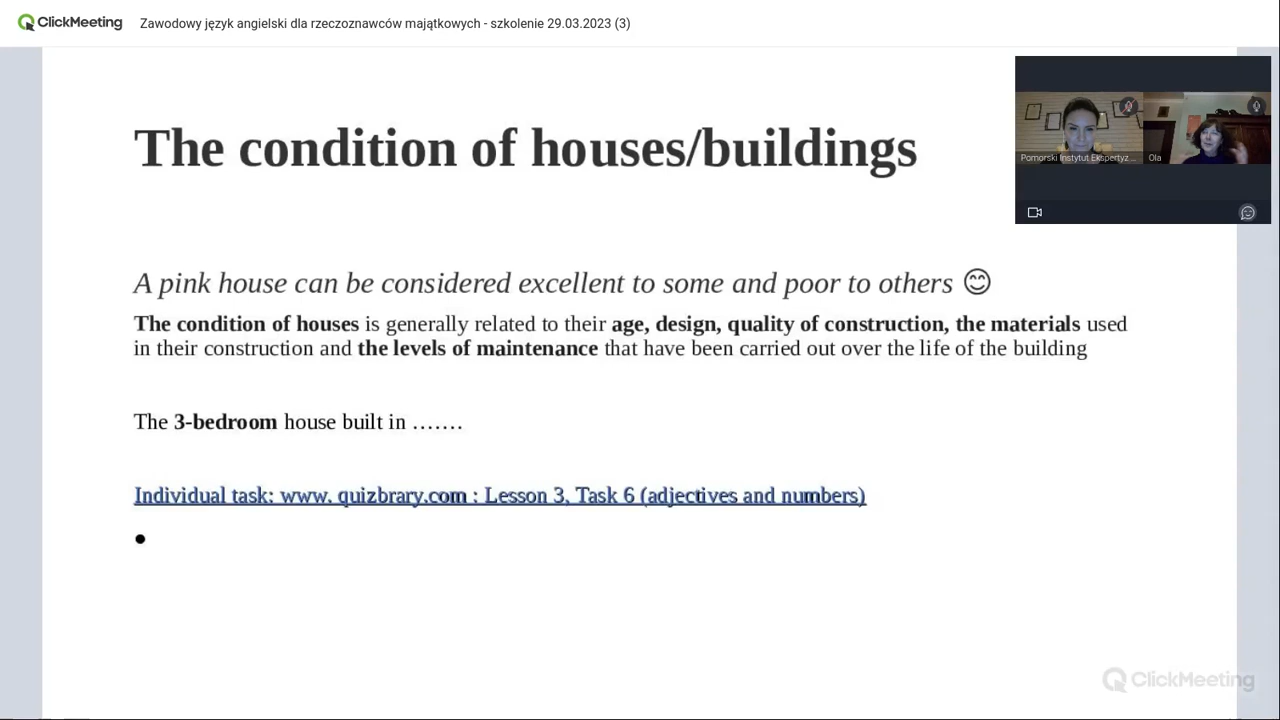 ClickMeeting Zawodowy język angielski dla rzeczoznawców majątkowych - szkolenie 29.03.2023 (3)
The condition of houses/buildings
Pomorski Instytut Ekspertyz ... Ola
A pink house can be considered excellent to some and poor to others 😊
The condition of houses is generally related to their age, design, quality of construction, the materials used
in their construction and the levels of maintenance that have been carried out over the life of the building
The 3-bedroom house built in …….
Individual task: www. quizbrary.com : Lesson 3, Task 6 (adjectives and numbers)
•
ClickMeeting